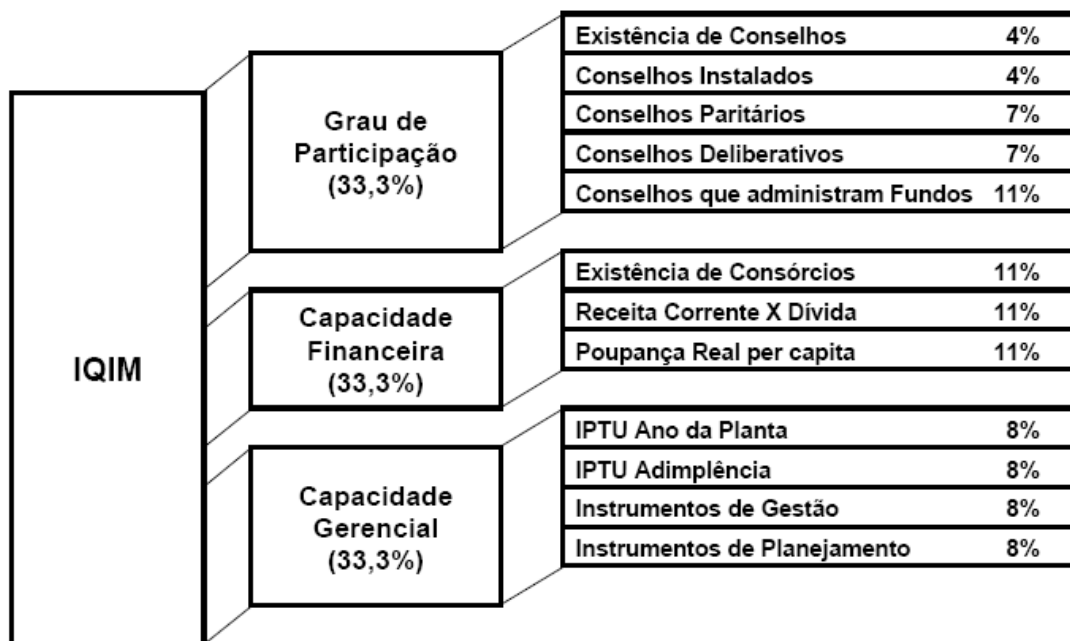 IQIM
Grau de
Participação
(33,3%)
Existência de Conselhos 4%
Conselhos Instalados 4%
Conselhos Paritários 7%
Conselhos Deliberativos 7%
Conselhos que administram Fundos 11%
Capacidade
Financeira
(33,3%)
Existência de Consórcios 11%
Receita Corrente X Dívida 11%
Poupança Real per capita 11%
Capacidade
Gerencial
(33,3%)
IPTU Ano da Planta 8%
IPTU Adimplência 8%
Instrumentos de Gestão 8%
Instrumentos de Planejamento 8%